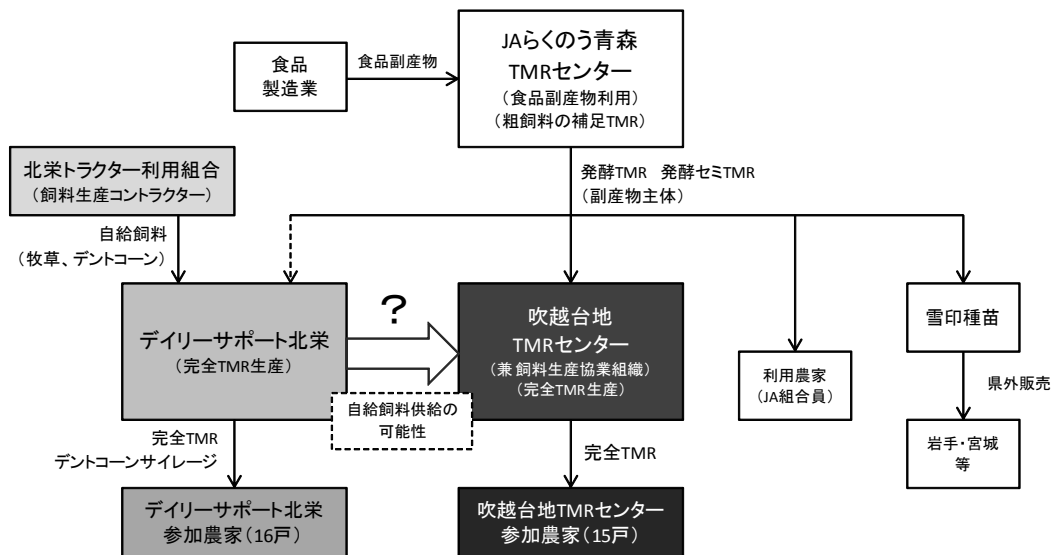 食品
製造業
食品副産物
JAらくのう青森
TMRセンター
（食品副産物利用）
（粗飼料の補足TMR）
北栄トラクター利用組合
（飼料生産コントラクター）
発酵TMR　発酵セミTMR
（副産物主体）
自給飼料
（牧草、デントコーン）
デイリーサポート北栄
（完全TMR生産）
？
吹越台地
TMRセンター
（兼 飼料生産協業組織）
（完全TMR生産）
自給飼料供給の
可能性
利用農家
（JA組合員）
雪印種苗
県外販売
岩手・宮城
等
完全TMR
デントコーンサイレージ
完全TMR
デイリーサポート北栄
参加農家（16戸）
吹越台地TMRセンター
参加農家（15戸）